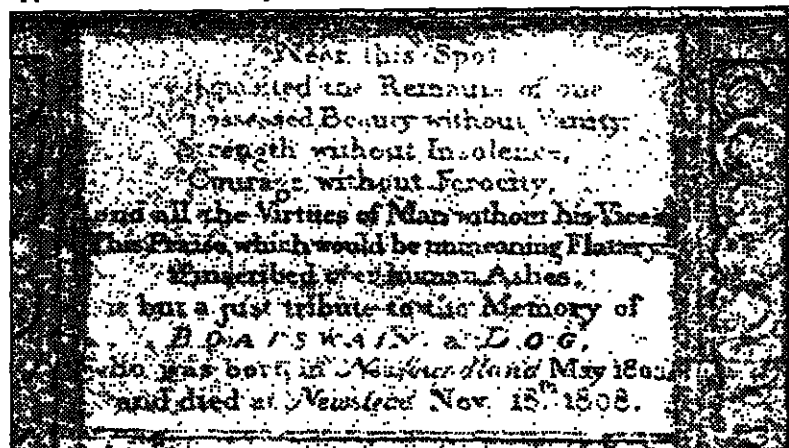 Near this Spot
deposited the Remains of one
possessed Beauty without Vanity,
Strength without Insolence,
Courage without Ferocity,
and all the Virtues of Man without his Vices
This Praise, which would be unmeaning Flattery
inscribed over human Ashes,
is but a just tribute to the Memory of
BOATSWAIN, a DOG,
who was born in Newfoundland May
and died at Newstead Nov. 18th 1808.